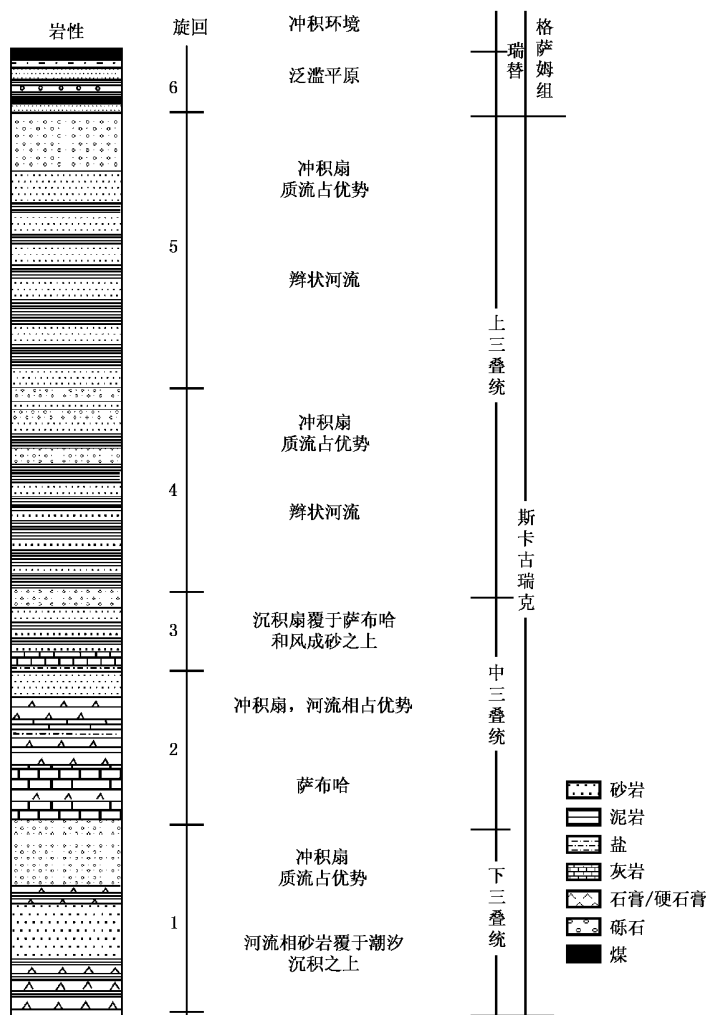 岩性
旋回
冲积环境
瑞替
格萨姆组
泛滥平原
6
冲积扇
质流占优势
5
辫状河流
上三叠统
冲积扇
质流占优势
4
辫状河流
斯卡古瑞克
3
沉积扇覆于萨布哈
和风成砂之上
中三叠统
冲积扇，河流相占优势
2
萨布哈
冲积扇
质流占优势
下三叠统
1
河流相砂岩覆于潮汐
沉积之上
砂岩
泥岩
盐
灰岩
石膏/硬石膏
砾石
煤